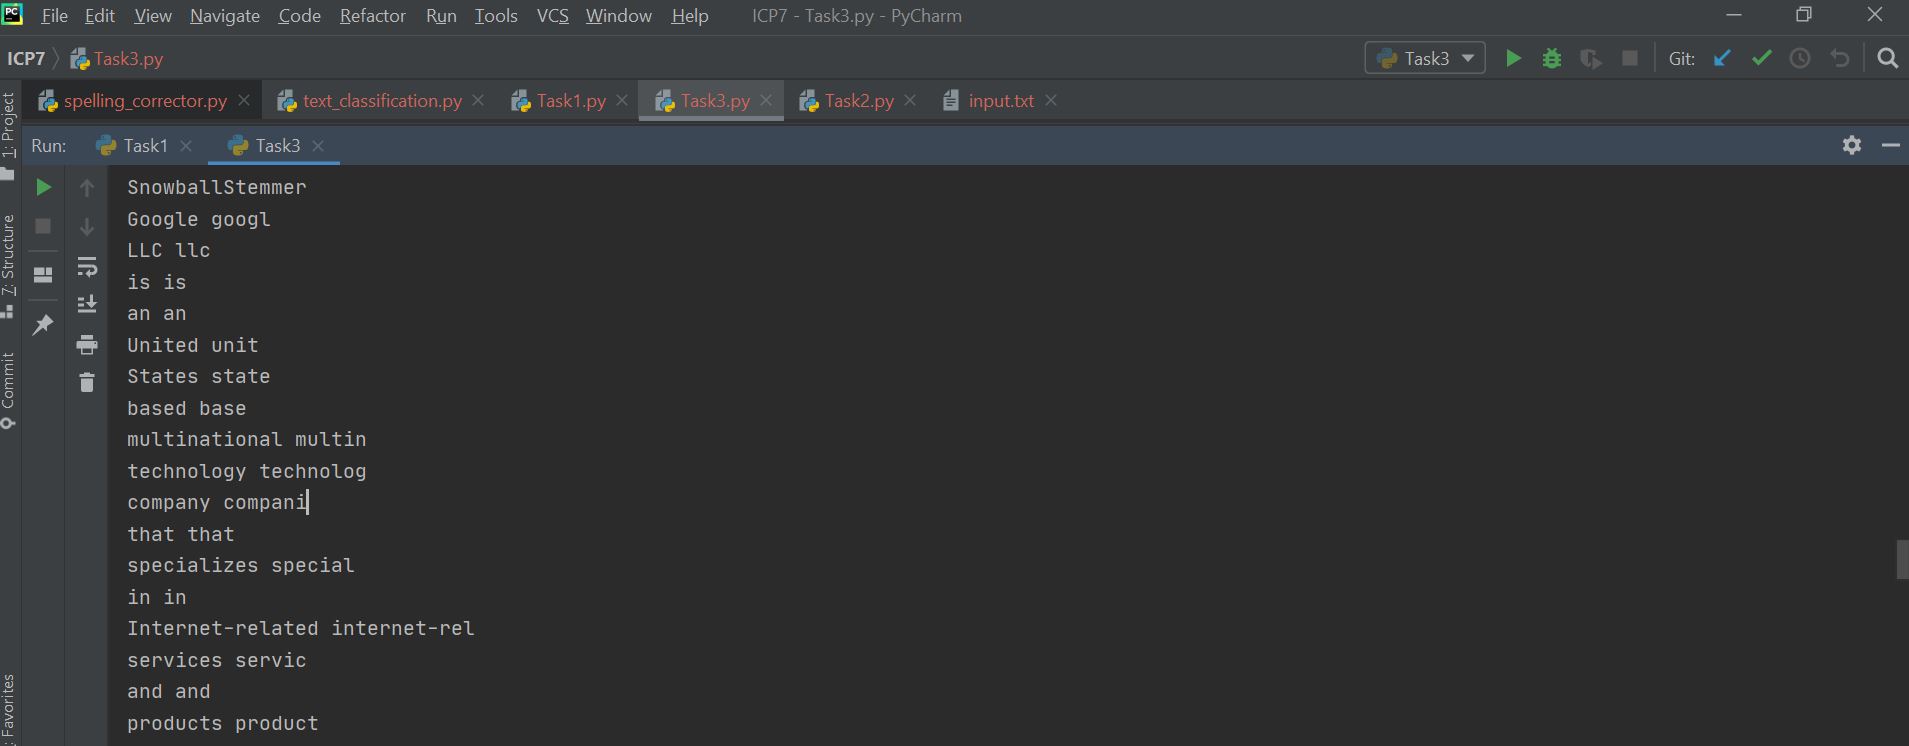 PC File Edit View Navigate Code Refactor Run Tools VCS Window Help ICP7 - Task3.py - PyCharm
ICP7 Task3.py Task3 Git:
spelling_corrector.py text_classification.py Task1.py Task3.py Task2.py input.txt
1: Project
Run: Task1 Task3
7: Structure
Commit
: Favorites
SnowballStemmer
Google googl
LLC llc
is is
an an
United unit
States state
based base
multinational multin
technology technolog
company compani
that that
specializes special
in in
Internet-related internet-rel
services servic
and and
products product